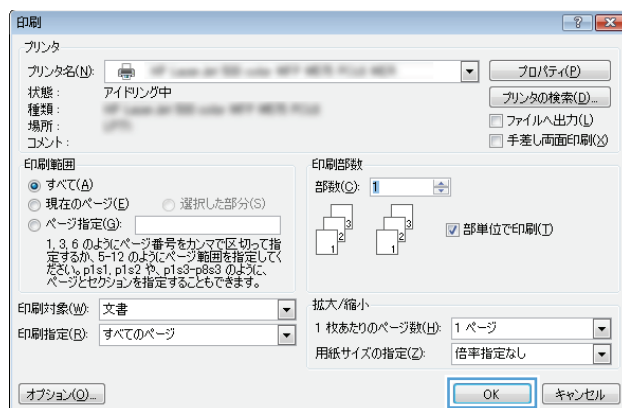 印刷
プリンタ
プリンタ名(N):
プロパティ(P)
状態： アイドリング中
プリンタの検索(D)...
種類：
場所：
ファイルへ出力(L)
コメント：
手差し両面印刷(X)
印刷範囲
すべて(A)
現在のページ(E) 選択した部分(S)
ページ指定(G):
1, 3, 6 のようにページ番号をカンマで区切って指
定するか、5-12 のようにページ範囲を指定してく
ださい。p1s1, p1s2 や、p1s3-p8s3 のように、
ページとセクションを指定することもできます。
印刷部数
部数(C): 1
1 2 3 1 2 3
部単位で印刷(T)
印刷対象(W): 文書
印刷指定(R): すべてのページ
拡大/縮小
1 枚あたりのページ数(H): 1 ページ
用紙サイズの指定(Z): 倍率指定なし
オプション(O)...
OK キャンセル